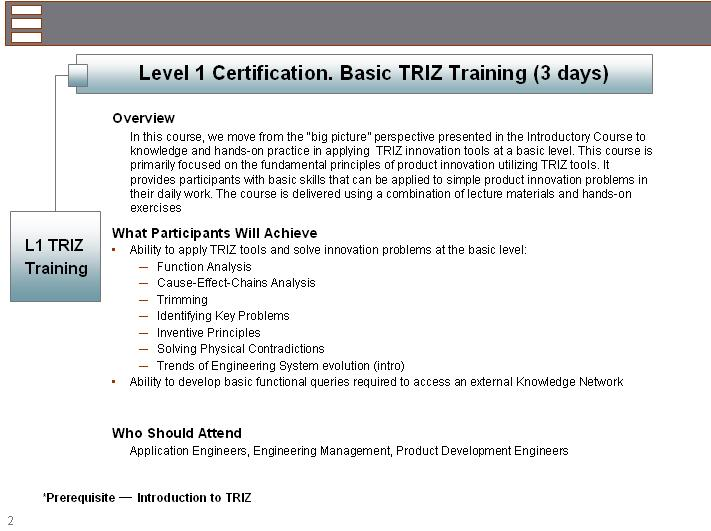 Level 1 Certification. Basic TRIZ Training (3 days)
Overview
In this course, we move from the "big picture" perspective presented in the Introductory Course to
knowledge and hands-on practice in applying TRIZ innovation tools at a basic level. This course is
primarily focused on the fundamental principles of product innovation utilizing TRIZ tools. It
provides participants with basic skills that can be applied to simple product innovation problems in
their daily work. The course is delivered using a combination of lecture materials and hands-on
exercises
L1 TRIZ
Training
What Participants Will Achieve
• Ability to apply TRIZ tools and solve innovation problems at the basic level:
— Function Analysis
— Cause-Effect-Chains Analysis
— Trimming
— Identifying Key Problems
— Inventive Principles
— Solving Physical Contradictions
— Trends of Engineering System evolution (intro)
• Ability to develop basic functional queries required to access an external Knowledge Network
Who Should Attend
Application Engineers, Engineering Management, Product Development Engineers
*Prerequisite — Introduction to TRIZ
2